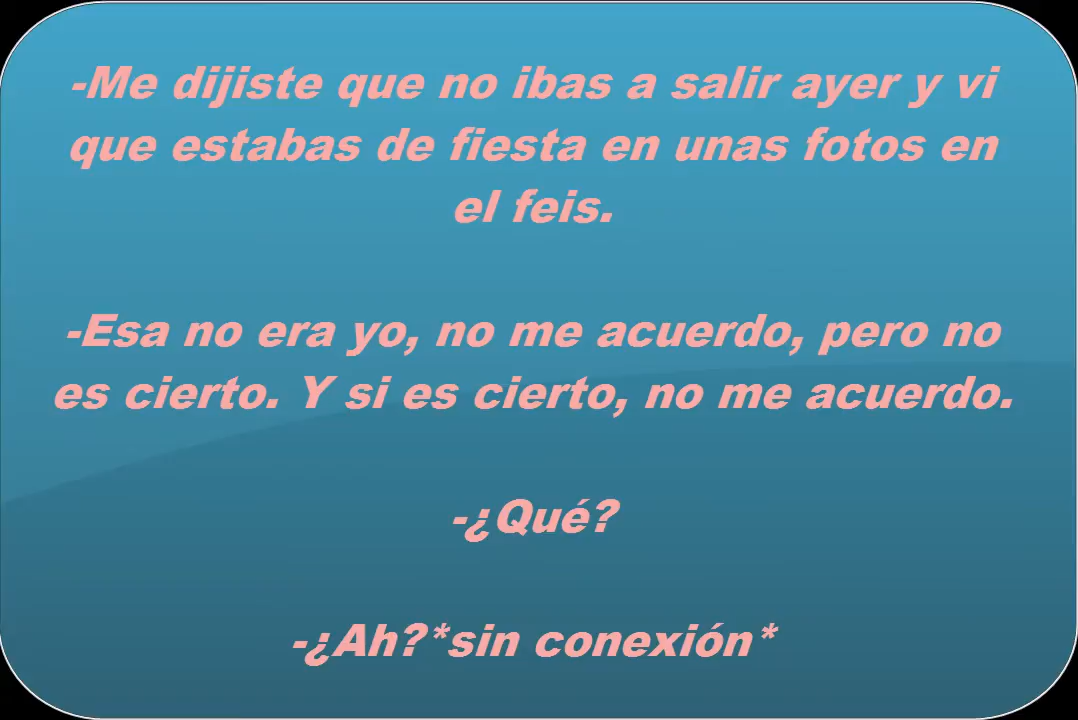 -Me dijiste que no ibas a salir ayer y vi
que estabas de fiesta en unas fotos en
el feis.
-Esa no era yo, no me acuerdo, pero no
es cierto. Y si es cierto, no me acuerdo.
-¿Qué?
-¿Ah?*sin conexión*